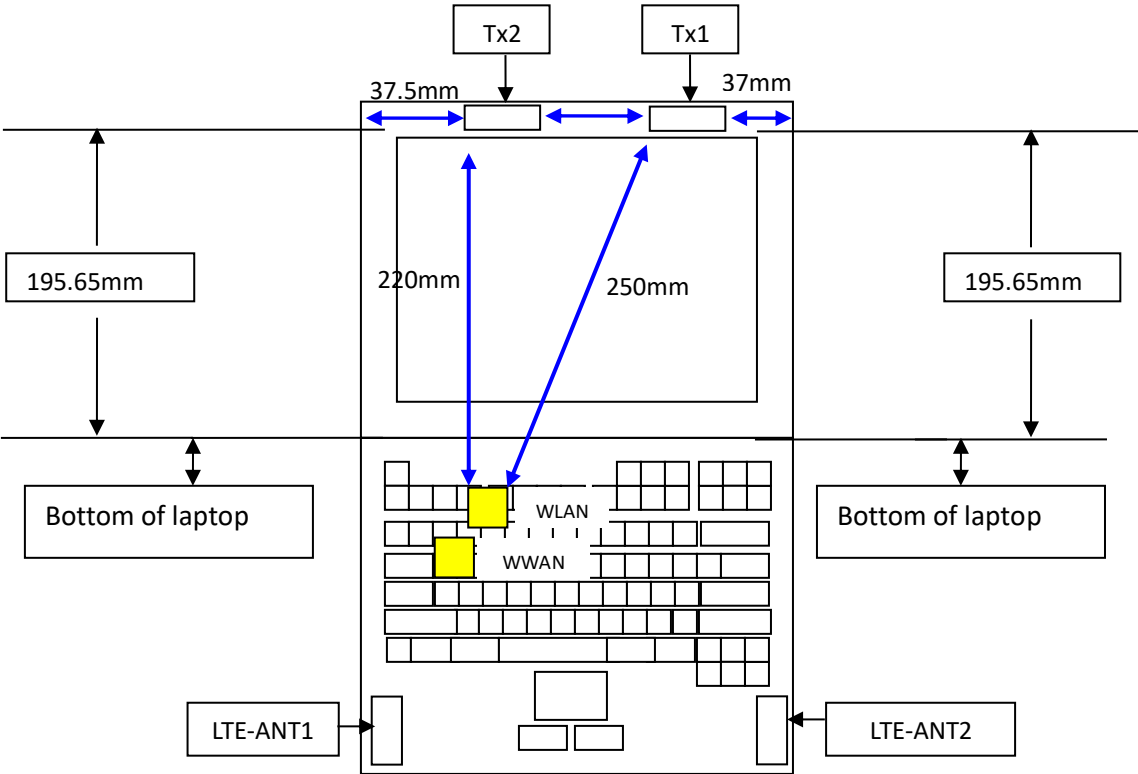 Tx2
Tx1
37.5mm
37mm
195.65mm
220mm
250mm
195.65mm
Bottom of laptop
WLAN
Bottom of laptop
WWAN
LTE-ANT1
LTE-ANT2